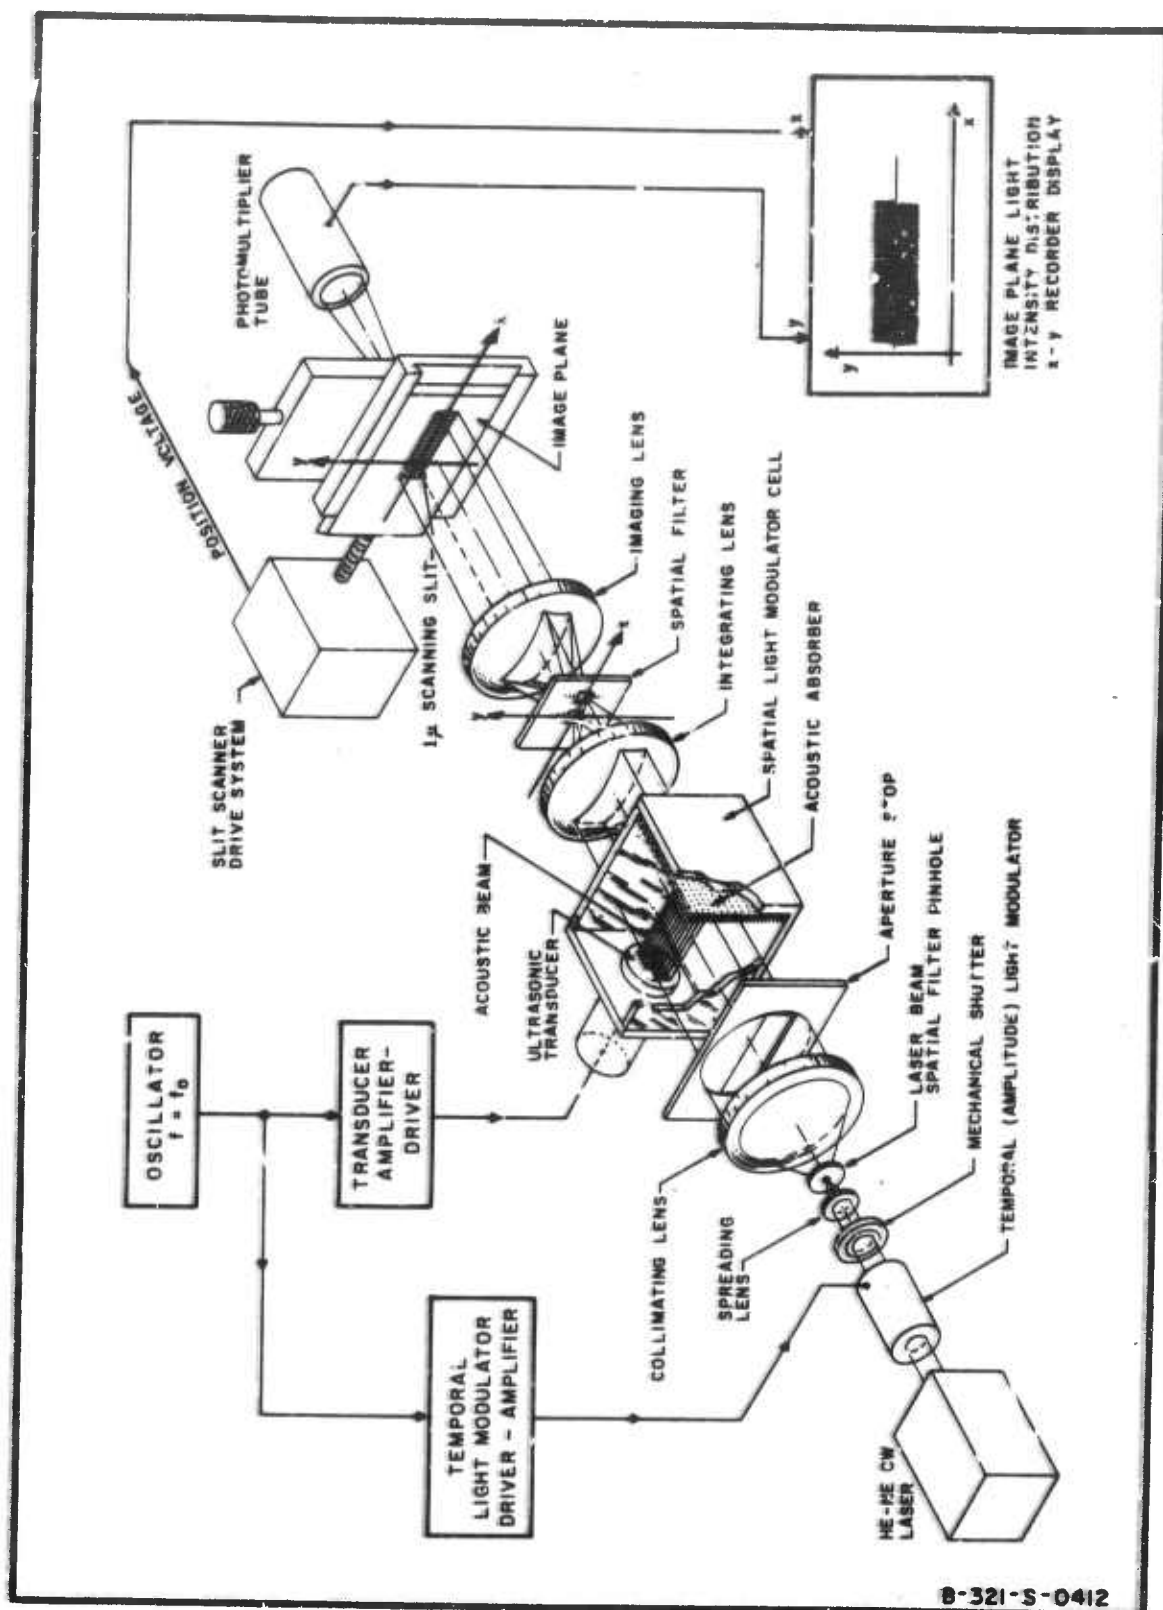 OSCILLATOR
f = f₀
TRANSDUCER
AMPLIFIER-
DRIVER
TEMPORAL
LIGHT MODULATOR
DRIVER - AMPLIFIER
SLIT SCANNER
DRIVE SYSTEM
POSITION VOLTAGE
PHOTOMULTIPLIER
TUBE
ACOUSTIC BEAM
ULTRASONIC
TRANSDUCER
1μ SCANNING SLIT
y
x
IMAGE PLANE
IMAGING LENS
SPATIAL FILTER
INTEGRATING LENS
SPATIAL LIGHT MODULATOR CELL
ACOUSTIC ABSORBER
APERTURE STOP
LASER BEAM
SPATIAL FILTER PINHOLE
MECHANICAL SHUTTER
TEMPORAL (AMPLITUDE) LIGHT MODULATOR
COLLIMATING LENS
SPREADING
LENS
HE-NE CW
LASER
y
x
y
x
IMAGE PLANE LIGHT
INTENSITY DISTRIBUTION
x-y RECORDER DISPLAY
B-321-S-0412